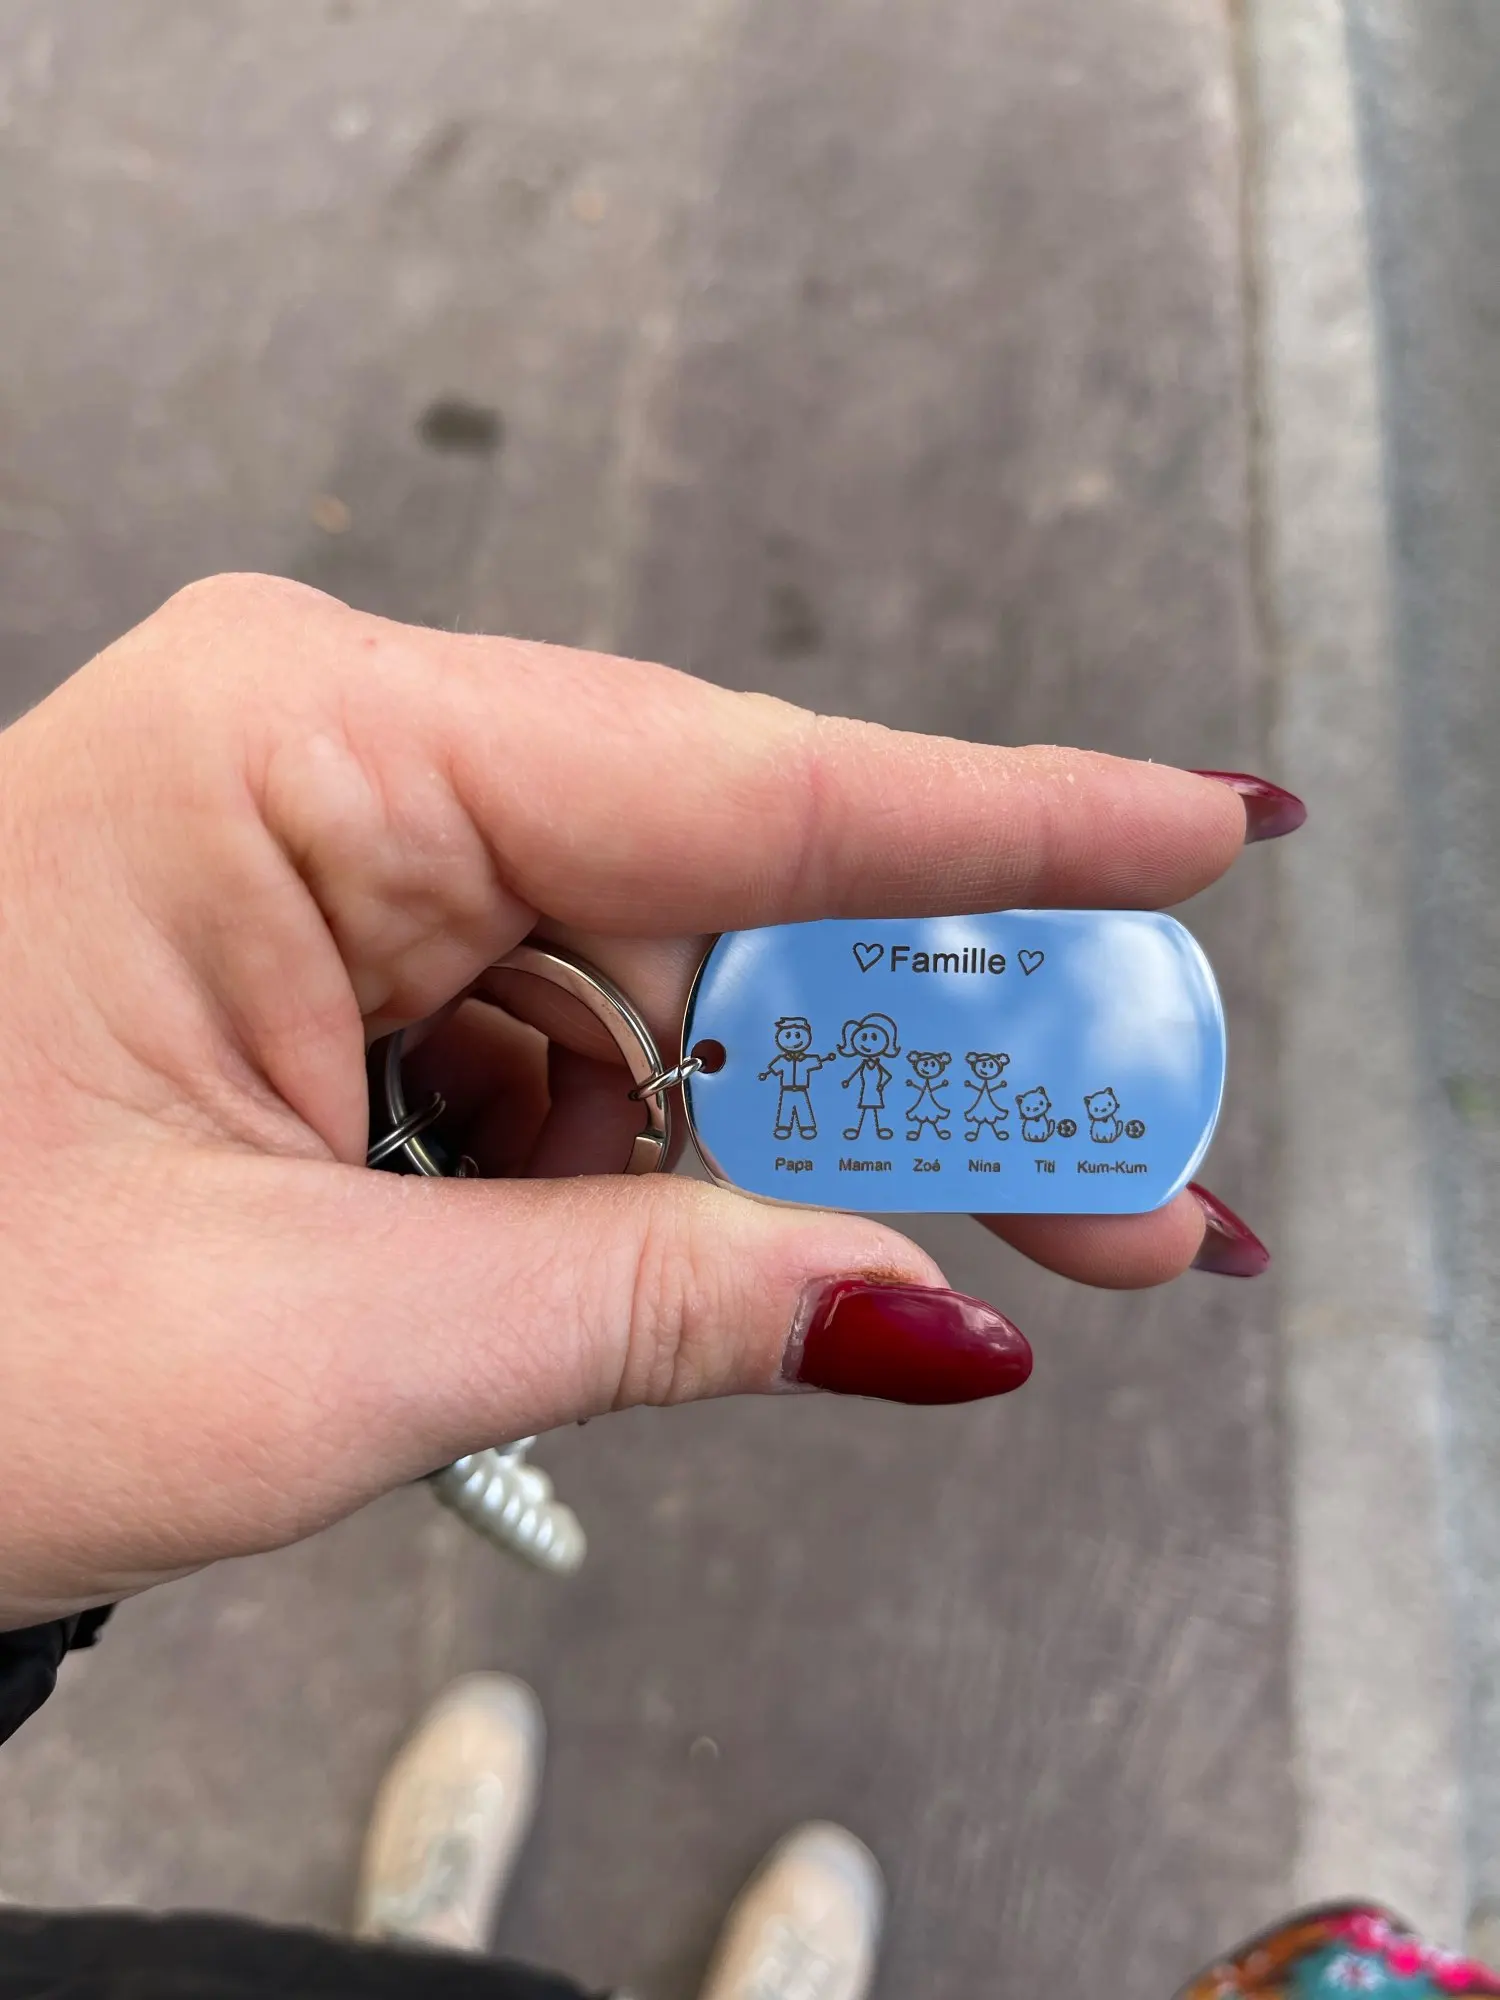 ♡ Famille ♡
Papa Maman Zoé Nina Titi Kum-Kum